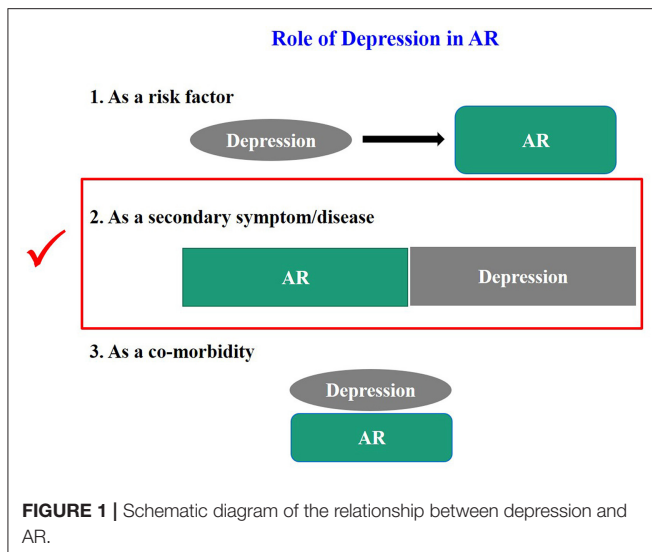 Role of Depression in AR
1. As a risk factor
Depression
AR
2. As a secondary symptom/disease
AR
Depression
3. As a co-morbidity
Depression
AR
FIGURE 1 | Schematic diagram of the relationship between depression and
AR.